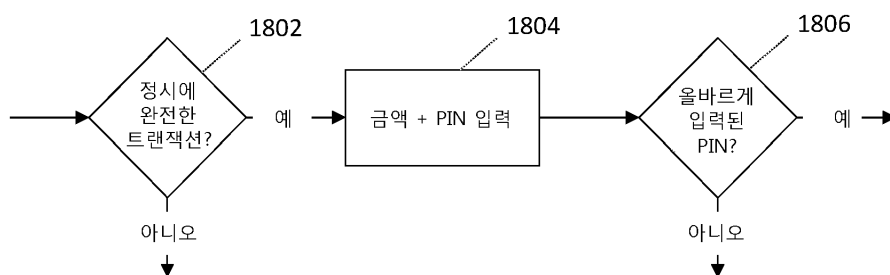 1802
정시에
완전한
트랜잭션?
예
아니오
1804
금액 + PIN 입력
1806
올바르게
입력된
PIN?
예
아니오